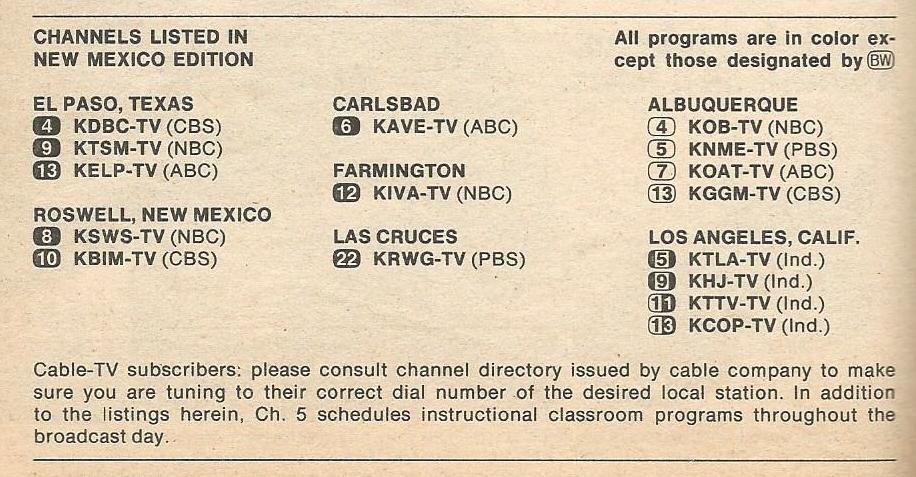 CHANNELS LISTED IN
NEW MEXICO EDITION
All programs are in color ex-
cept those designated by BW
EL PASO, TEXAS
4 KDBC-TV (CBS)
9 KTSM-TV (NBC)
13 KELP-TV (ABC)
ROSWELL, NEW MEXICO
8 KSWS-TV (NBC)
10 KBIM-TV (CBS)
CARLSBAD
6 KAVE-TV (ABC)
FARMINGTON
12 KIVA-TV (NBC)
LAS CRUCES
22 KRWG-TV (PBS)
ALBUQUERQUE
4 KOB-TV (NBC)
5 KNME-TV (PBS)
7 KOAT-TV (ABC)
13 KGGM-TV (CBS)
LOS ANGELES, CALIF.
5 KTLA-TV (Ind.)
9 KHJ-TV (Ind.)
11 KTTV-TV (Ind.)
13 KCOP-TV (Ind.)
Cable-TV subscribers: please consult channel directory issued by cable company to make
sure you are tuning to their correct dial number of the desired local station. In addition
to the listings herein, Ch. 5 schedules instructional classroom programs throughout the
broadcast day.